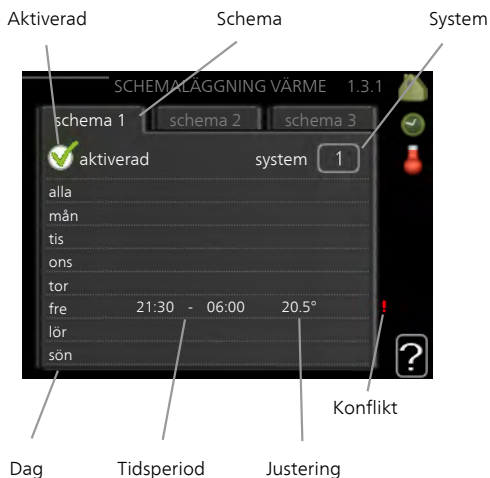 Aktiverad Schema System
SCHEMALÄGGNING VÄRME 1.3.1
schema 1 schema 2 schema 3
aktiverad system 1
alla
mån
tis
ons
tor
fre 21:30 - 06:00 20.5° !
lör
sön
?
Konflikt
Dag Tidsperiod Justering